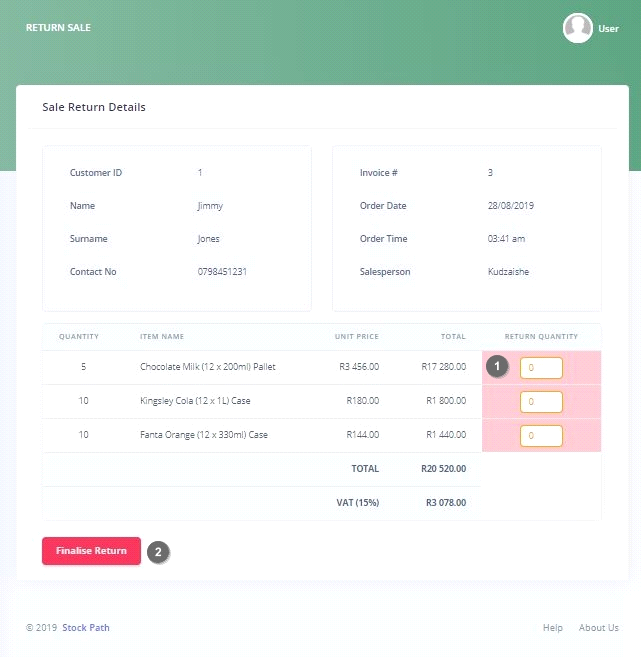 RETURN SALE User
Sale Return Details
Customer ID 1
Name Jimmy
Surname Jones
Contact No 0798451231
Invoice # 3
Order Date 28/08/2019
Order Time 03:41 am
Salesperson Kudzaishe
QUANTITY ITEM NAME UNIT PRICE TOTAL RETURN QUANTITY
5 Chocolate Milk (12 x 200ml) Pallet R3 456.00 R17 280.00 1 0
10 Kingsley Cola (12 x 1L) Case R180.00 R1 800.00 0
10 Fanta Orange (12 x 330ml) Case R144.00 R1 440.00 0
TOTAL R20 520.00
VAT (15%) R3 078.00
Finalise Return 2
© 2019 Stock Path Help About Us